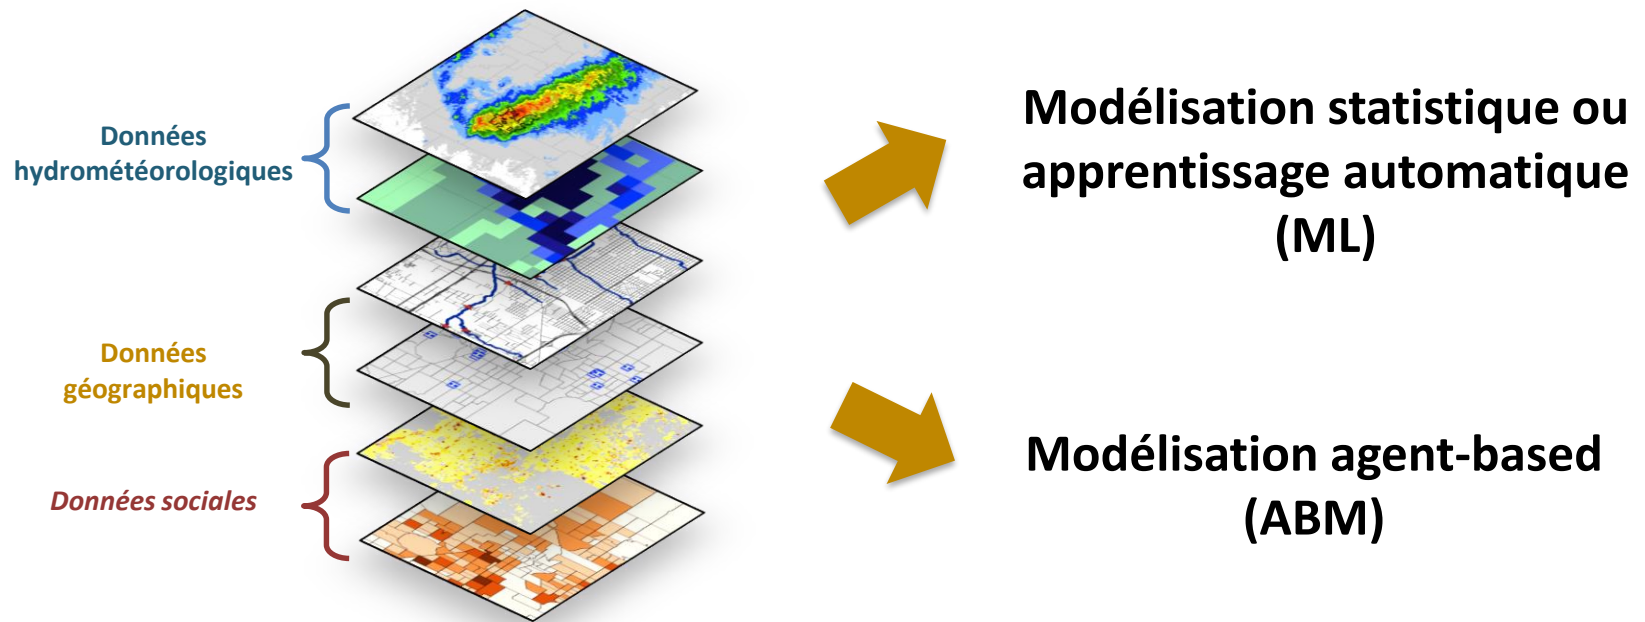 Données
hydrométéorologiques
Données
géographiques
Données sociales
Modélisation statistique ou
apprentissage automatique
(ML)
Modélisation agent-based
(ABM)